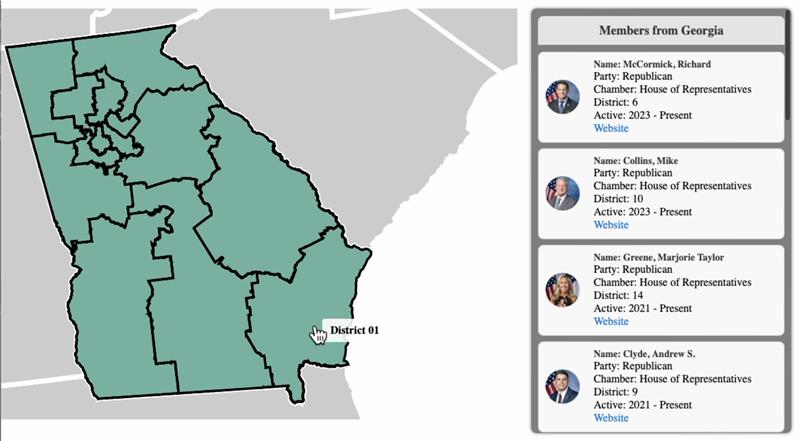 Members from Georgia
Name: McCormick, Richard
Party: Republican
Chamber: House of Representatives
District: 6
Active: 2023 - Present
Website
Name: Collins, Mike
Party: Republican
Chamber: House of Representatives
District: 10
Active: 2023 - Present
Website
Name: Greene, Marjorie Taylor
Party: Republican
Chamber: House of Representatives
District: 14
Active: 2021 - Present
Website
District 01
Name: Clyde, Andrew S.
Party: Republican
Chamber: House of Representatives
District: 9
Active: 2021 - Present
Website